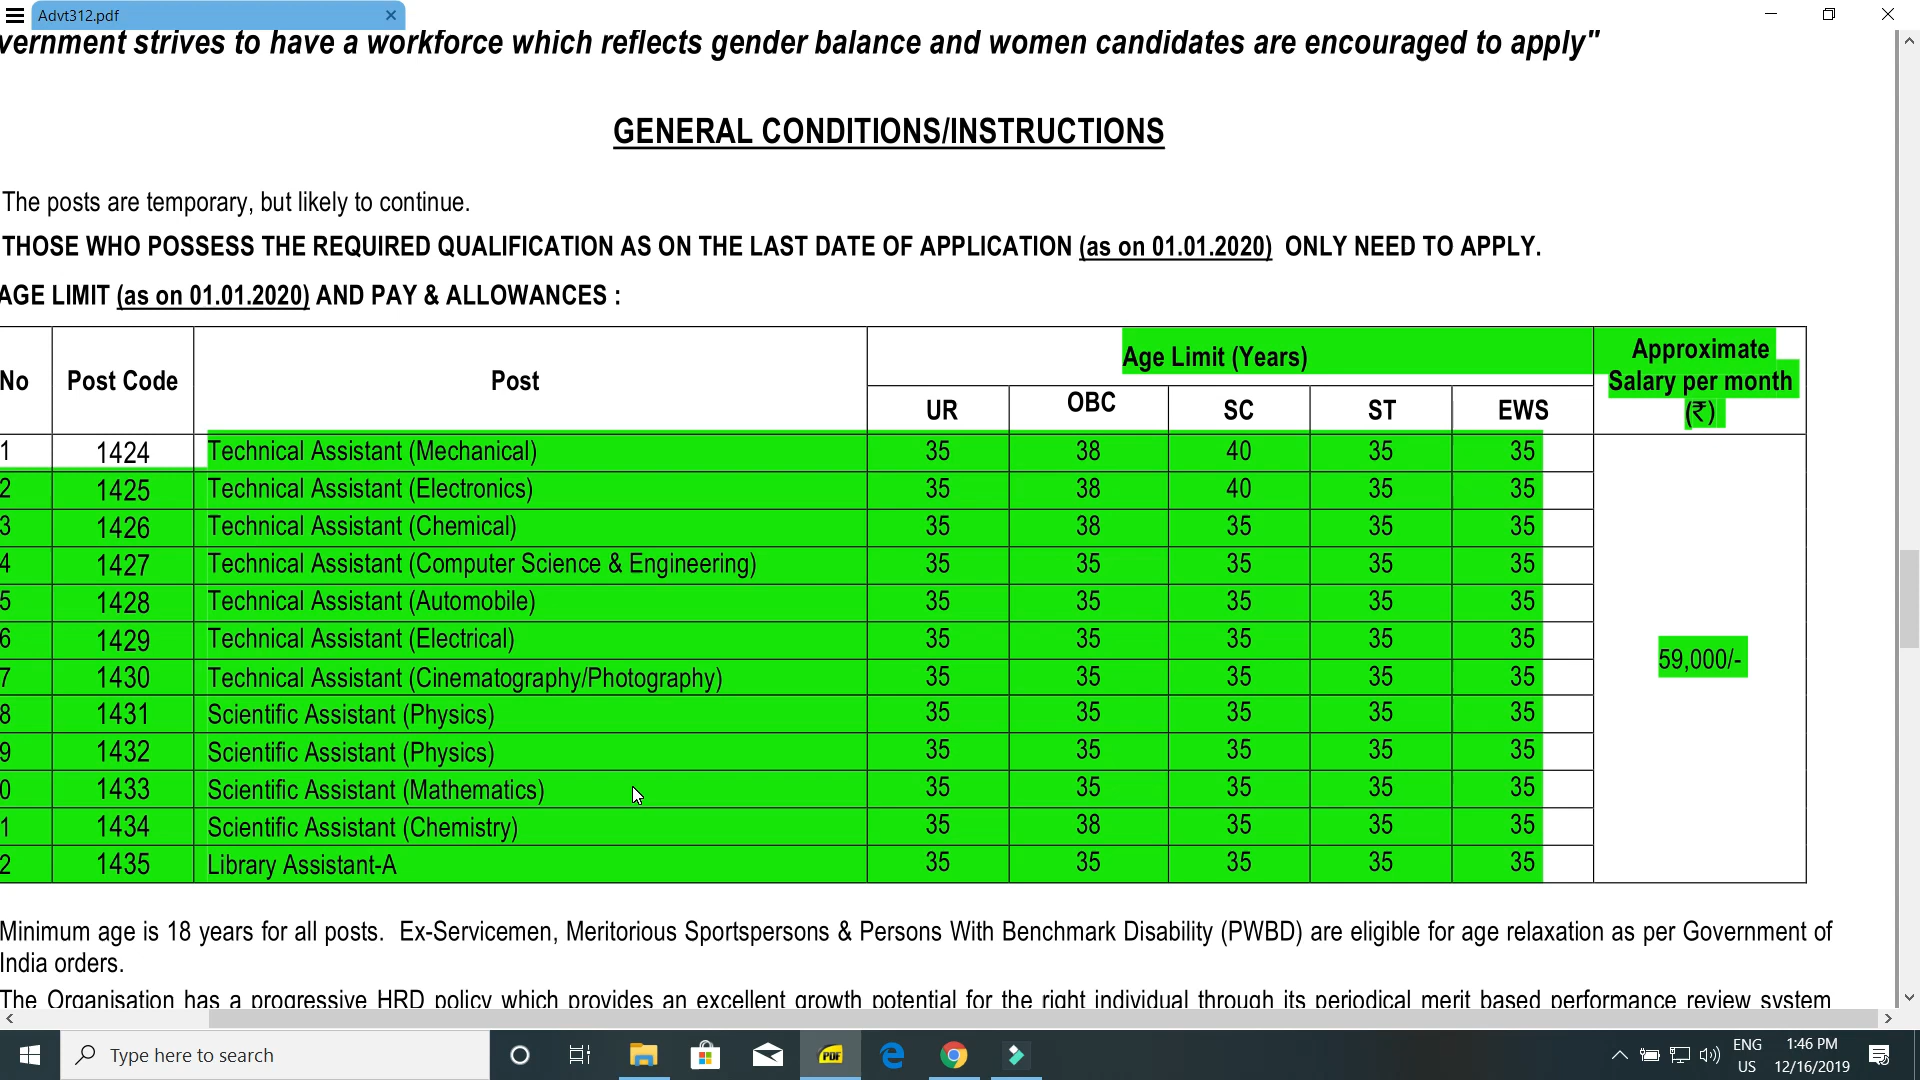 Advt312.pdf
vernment strives to have a workforce which reflects gender balance and women candidates are encouraged to apply"
GENERAL CONDITIONS/INSTRUCTIONS
The posts are temporary, but likely to continue.
THOSE WHO POSSESS THE REQUIRED QUALIFICATION AS ON THE LAST DATE OF APPLICATION (as on 01.01.2020) ONLY NEED TO APPLY.
AGE LIMIT (as on 01.01.2020) AND PAY & ALLOWANCES :
No Post Code Post Age Limit (Years) Approximate Salary per month (₹)
UR OBC SC ST EWS
1 1424 Technical Assistant (Mechanical) 35 38 40 35 35
2 1425 Technical Assistant (Electronics) 35 38 40 35 35
3 1426 Technical Assistant (Chemical) 35 38 35 35 35
4 1427 Technical Assistant (Computer Science & Engineering) 35 35 35 35 35
5 1428 Technical Assistant (Automobile) 35 35 35 35 35
6 1429 Technical Assistant (Electrical) 35 35 35 35 35
59,000/-
7 1430 Technical Assistant (Cinematography/Photography) 35 35 35 35 35
8 1431 Scientific Assistant (Physics) 35 35 35 35 35
9 1432 Scientific Assistant (Physics) 35 35 35 35 35
0 1433 Scientific Assistant (Mathematics) 35 35 35 35 35
1 1434 Scientific Assistant (Chemistry) 35 38 35 35 35
2 1435 Library Assistant-A 35 35 35 35 35
Minimum age is 18 years for all posts. Ex-Servicemen, Meritorious Sportspersons & Persons With Benchmark Disability (PWBD) are eligible for age relaxation as per Government of
India orders.
The Organisation has a progressive HRD policy which provides an excellent growth potential for the right individual through its periodical merit based performance review system
Type here to search
PDF
ENG
US
1:46 PM
12/16/2019